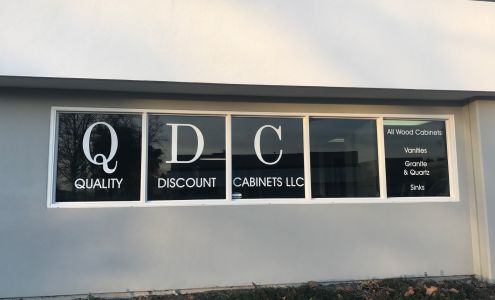 Q D C
QUALITY DISCOUNT CABINETS LLC
All Wood Cabinets
Vanities
Granite
& Quartz
Sinks